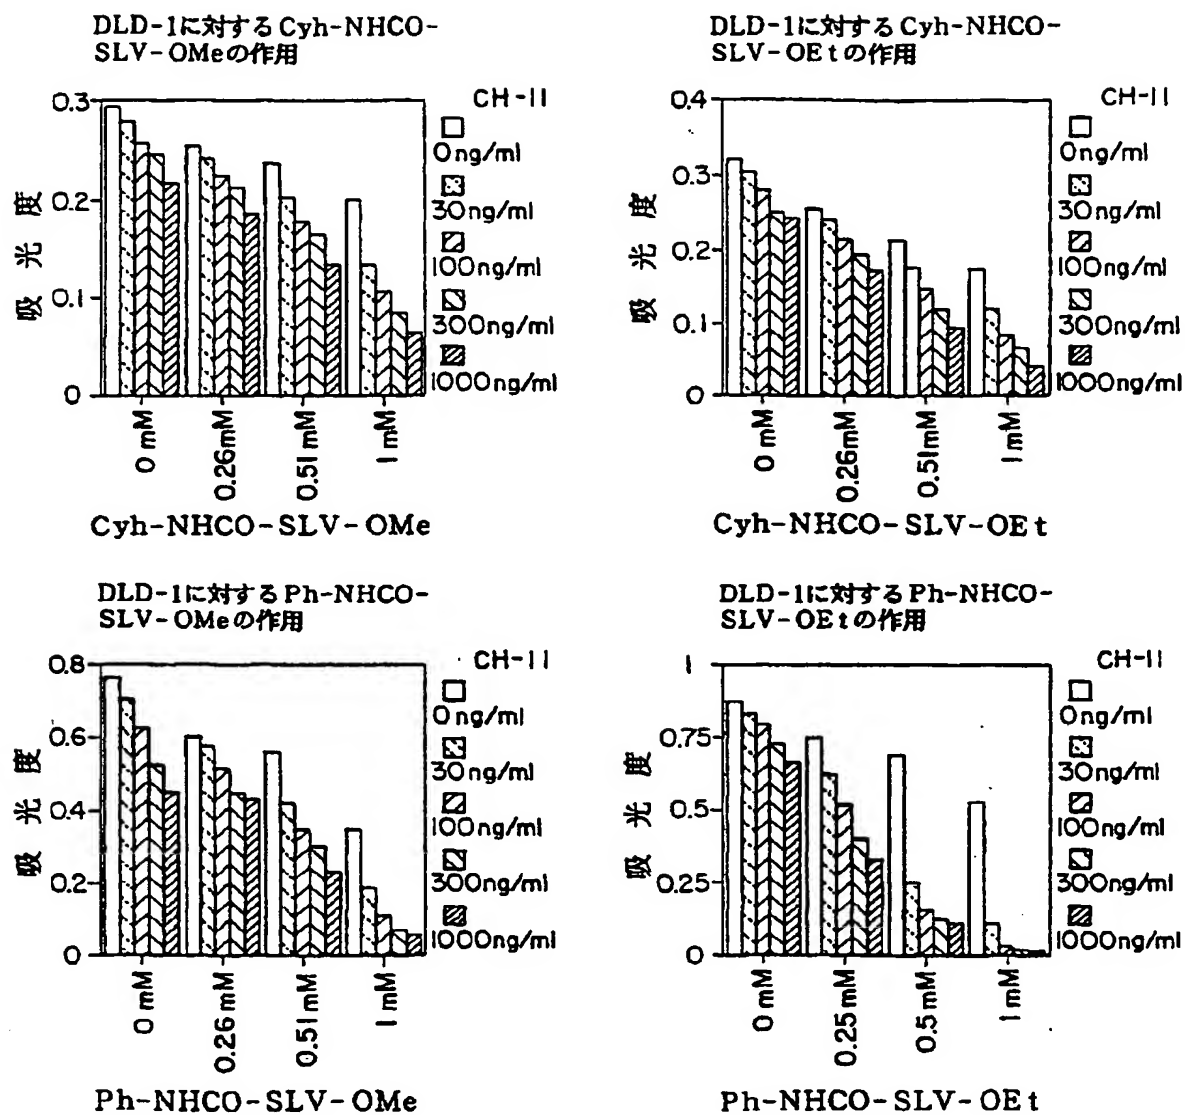 DLD-1に対するCyh-NHCO-
SLV-OMeの作用
CH-11
0.3
0.2
0.1
0
吸光度
0ng/ml
30ng/ml
100ng/ml
300ng/ml
1000ng/ml
0 mM
0.26mM
0.51 mM
1 mM
Cyh-NHCO-SLV-OMe
DLD-1に対するCyh-NHCO-
SLV-OEtの作用
CH-11
0.4
0.3
0.2
0.1
0
吸光度
0ng/ml
30ng/ml
100ng/ml
300ng/ml
1000ng/ml
0 mM
0.26mM
0.51mM
1 mM
Cyh-NHCO-SLV-OEt
DLD-1に対するPh-NHCO-
SLV-OMeの作用
CH-11
0.8
0.6
0.4
0.2
0
吸光度
0ng/ml
30ng/ml
100ng/ml
300ng/ml
1000ng/ml
0 mM
0.26 mM
0.51 mM
1 mM
Ph-NHCO-SLV-OMe
DLD-1に対するPh-NHCO-
SLV-OEtの作用
CH-11
1
0.75
0.5
0.25
0
吸光度
0ng/ml
30ng/ml
100ng/ml
300ng/ml
1000ng/ml
0 mM
0.25 mM
0.5 mM
1 mM
Ph-NHCO-SLV-OEt